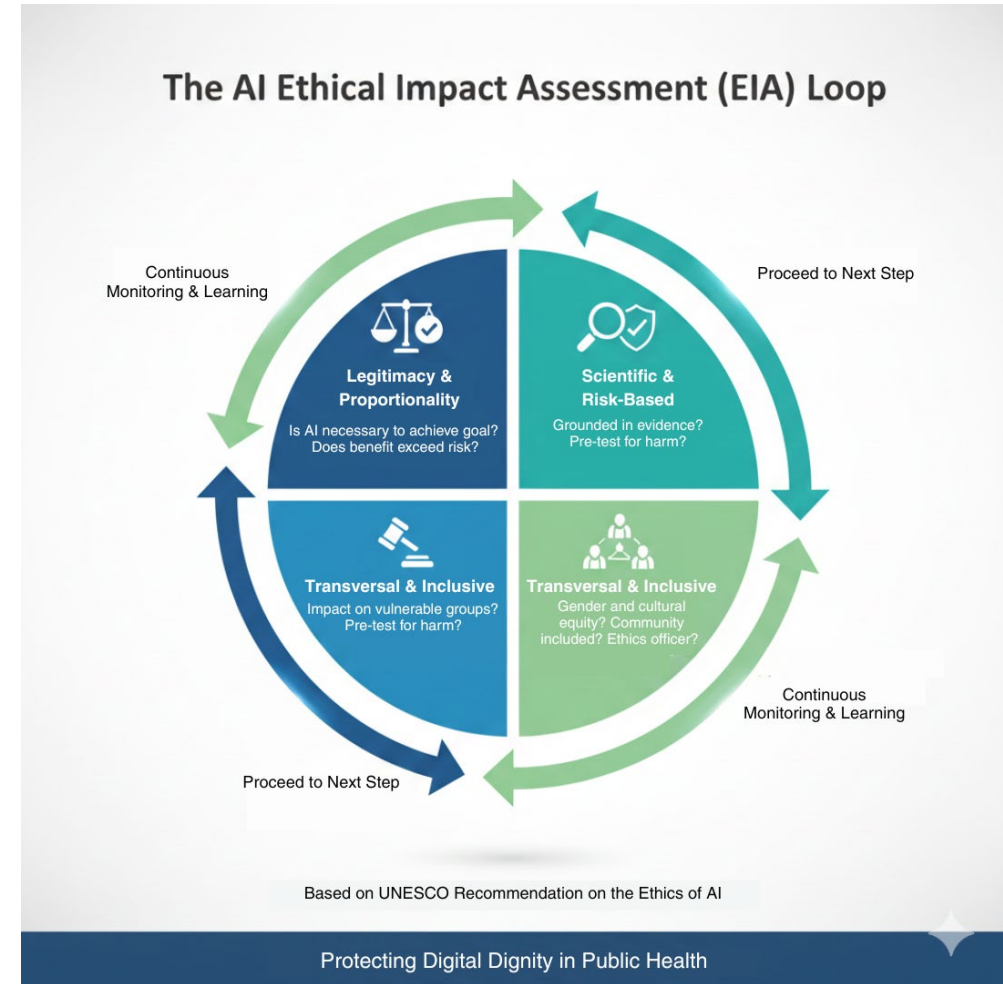 The AI Ethical Impact Assessment (EIA) Loop
Continuous
Monitoring & Learning
Proceed to Next Step
Legitimacy &
Proportionality
Is AI necessary to achieve goal?
Does benefit exceed risk?
Scientific &
Risk-Based
Grounded in evidence?
Pre-test for harm?
Transversal & Inclusive
Impact on vulnerable groups?
Pre-test for harm?
Transversal & Inclusive
Gender and cultural
equity? Community
included? Ethics officer?
Continuous
Monitoring & Learning
Proceed to Next Step
Based on UNESCO Recommendation on the Ethics of AI
Protecting Digital Dignity in Public Health